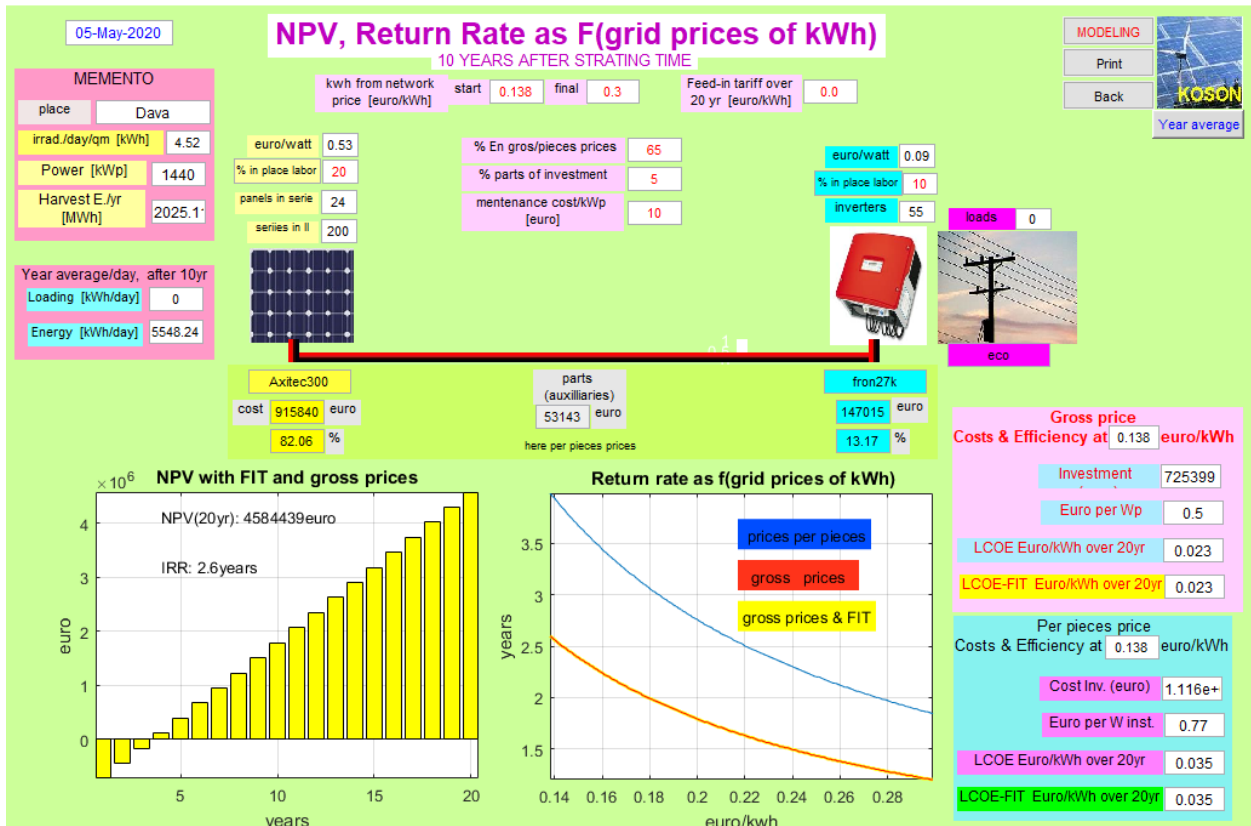 05-May-2020
NPV, Return Rate as F(grid prices of kWh)
10 YEARS AFTER STRATING TIME
MODELING
Print
Back
KOSON
Year average
MEMENTO
place Dava
irrad./day/qm [kWh] 4.52
Power [kWp] 1440
Harvest E./yr
[MWh] 2025.1
kwh from network
price [euro/kWh] start 0.138 final 0.3
Feed-in tariff over
20 yr [euro/kWh] 0.0
euro/watt 0.53
% in place labor 20
panels in serie 24
seriies in ll 200
% En gros/pieces prices 65
% parts of investment 5
mentenance cost/kWp
[euro] 10
euro/watt 0.09
% in place labor 10
inverters 55
loads 0
eco
Year average/day, after 10yr
Loading [kWh/day] 0
Energy [kWh/day] 5548.24
Axitec300
cost 915840 euro
82.06 %
parts
(auxilliaries)
53143 euro
here per pieces prices
fron27k
147015 euro
13.17 %
Gross price
Costs & Efficiency at 0.138 euro/kWh
Investment 725399
Euro per Wp 0.5
LCOE Euro/kWh over 20yr 0.023
LCOE-FIT Euro/kWh over 20yr 0.023
Per pieces price
Costs & Efficiency at 0.138 euro/kWh
Cost Inv. (euro) 1.116e+
Euro per W inst. 0.77
LCOE Euro/kWh over 20yr 0.035
LCOE-FIT Euro/kWh over 20yr 0.035
NPV with FIT and gross prices
×10^6
NPV(20yr): 4584439euro
IRR: 2.6years
euro
4
3
2
1
0
5 10 15 20
years
Return rate as f(grid prices of kWh)
prices per pieces
gross prices
gross prices & FIT
years
3.5
3
2.5
2
1.5
0.14 0.16 0.18 0.2 0.22 0.24 0.26 0.28
euro/kwh